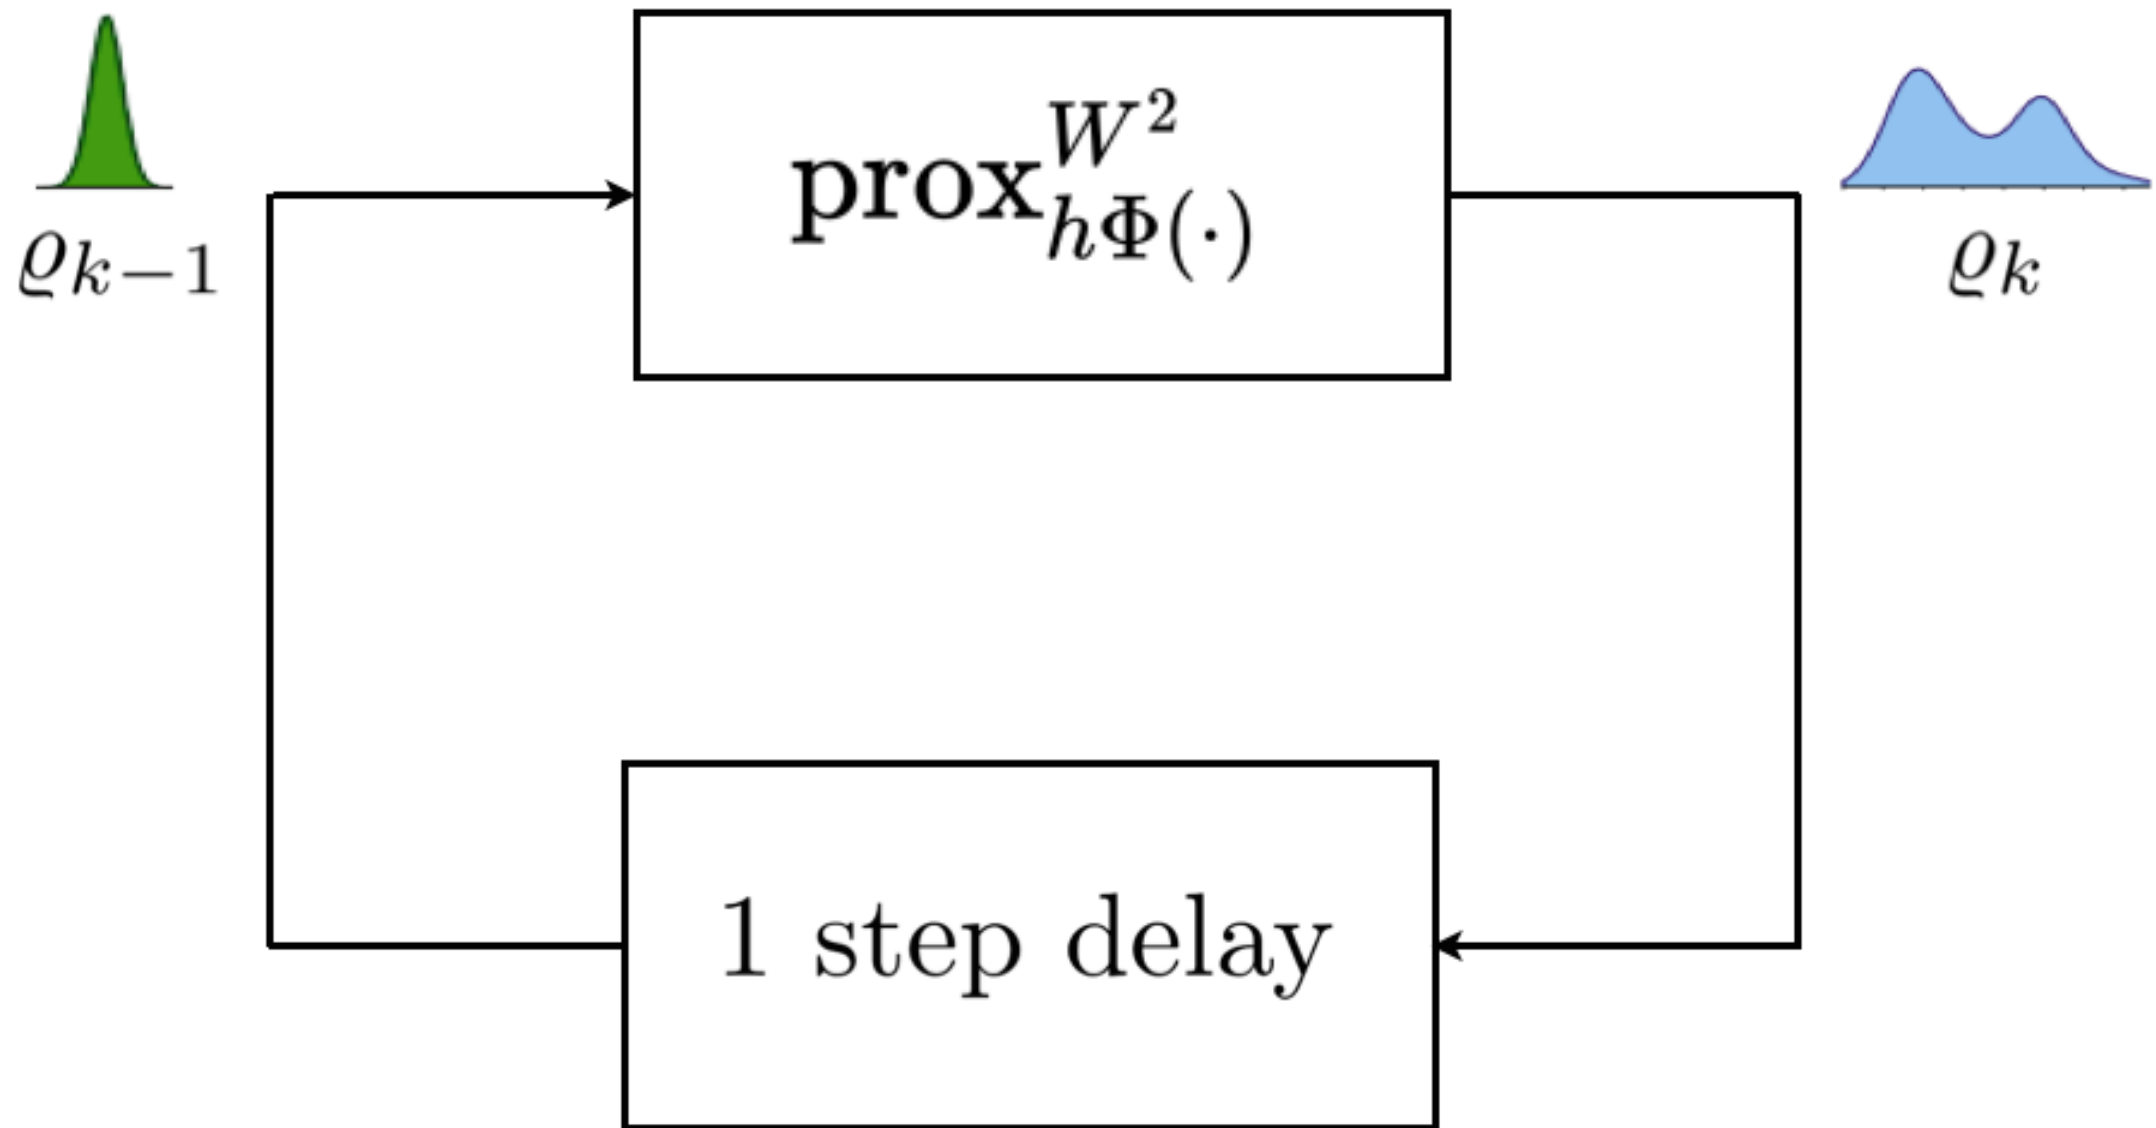 prox^{W^2}_{hΦ(·)}
ϱ_{k−1}
ϱ_k
1 step delay